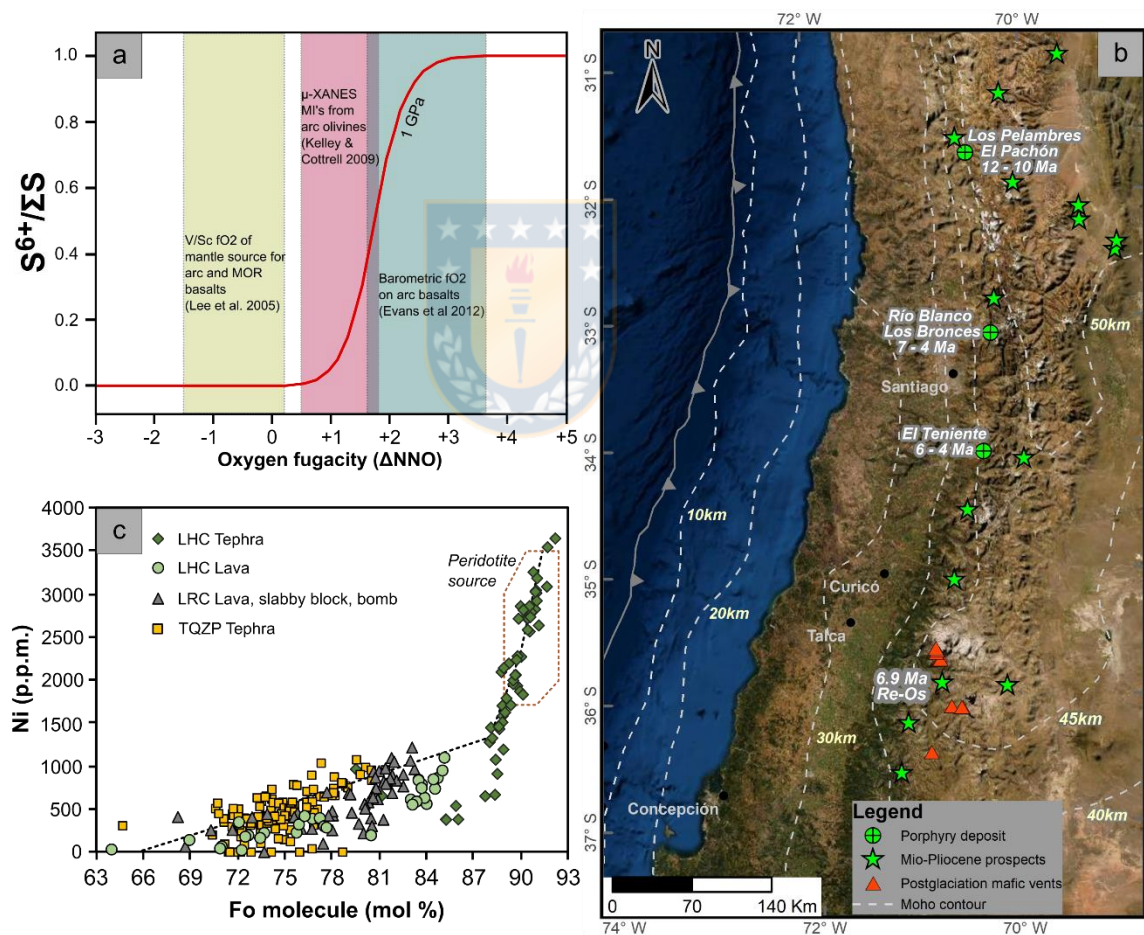 a
S6+/ΣS
1.0
0.8
0.6
0.4
0.2
0.0
V/Sc fO2 of
mantle source for
arc and MOR
basalts
(Lee et al. 2005)
µ-XANES
MI's from
arc olivines
(Kelley &
Cottrell 2009)
1 GPa
Barometric fO2
on arc basalts
(Evans et al 2012)
-3 -2 -1 0 +1 +2 +3 +4 +5
Oxygen fugacity (ΔNNO)
b
72° W 70° W
N
31° S
32° S
33° S
34° S
35° S
36° S
37° S
Los Pelambres
El Pachón
12 - 10 Ma
50km
Río Blanco
Los Bronces
7 - 4 Ma
Santiago
El Teniente
6 - 4 Ma
10km
20km
Curicó
Talca
6.9 Ma
Re-Os
45km
30km
Concepción
40km
Legend
Porphyry deposit
Mio-Pliocene prospects
Postglaciation mafic vents
Moho contour
0 70 140 Km
74° W 72° W 70° W
c
Ni (p.p.m.)
4000
3500
3000
2500
2000
1500
1000
500
0
LHC Tephra
LHC Lava
LRC Lava, slabby block, bomb
TQZP Tephra
Peridotite
source
63 66 69 72 75 78 81 84 87 90 93
Fo molecule (mol %)